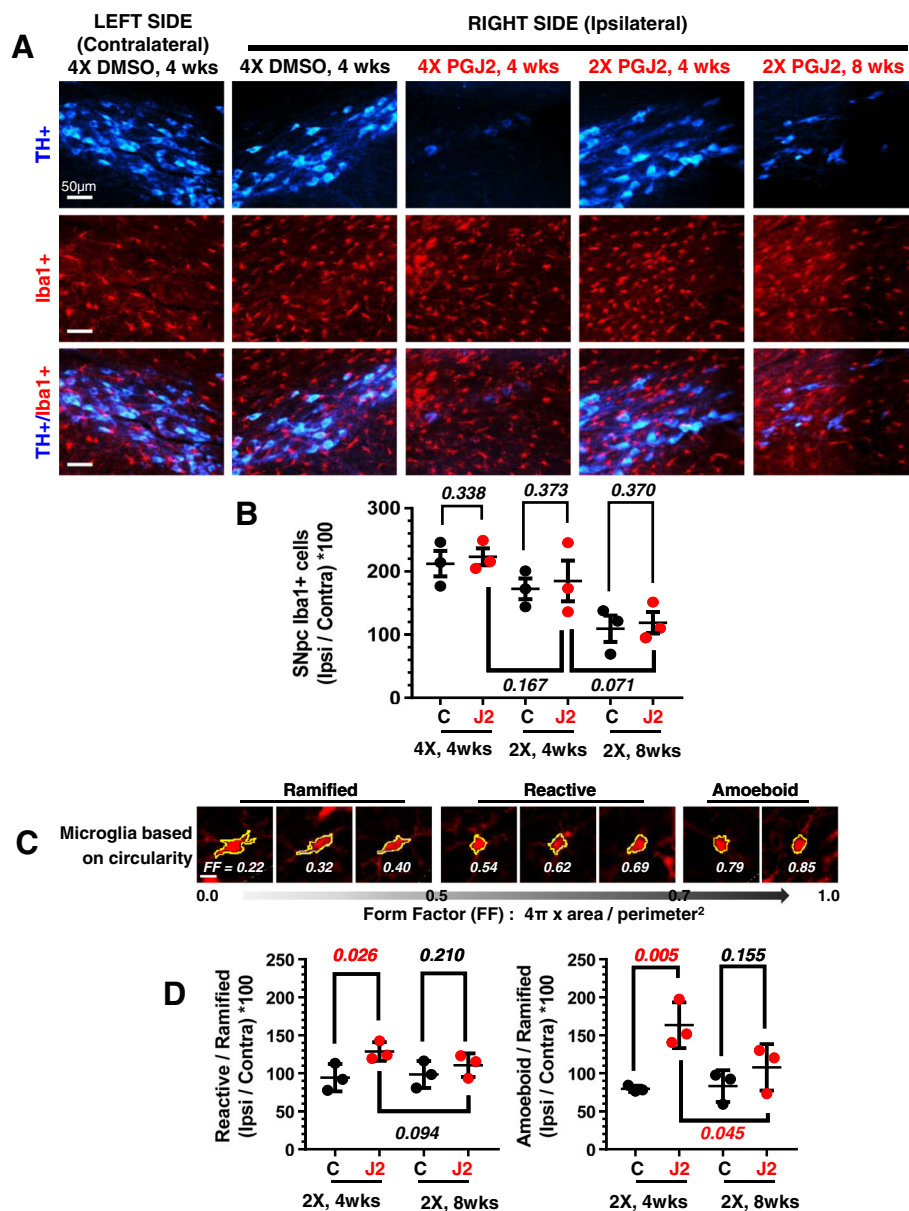 A
LEFT SIDE
(Contralateral)
4X DMSO, 4 wks
RIGHT SIDE (Ipsilateral)
4X DMSO, 4 wks
4X PGJ2, 4 wks
2X PGJ2, 4 wks
2X PGJ2, 8 wks
TH+
50µm
Iba1+
TH+/Iba1+
B
SNpc Iba1+ cells
(Ipsi / Contra) *100
300
200
100
0
0.338
0.373
0.370
0.167
0.071
C J2 C J2 C J2
4X, 4wks 2X, 4wks 2X, 8wks
C
Microglia based
on circularity
Ramified Reactive Amoeboid
FF = 0.22 0.32 0.40 0.54 0.62 0.69 0.79 0.85
0.0 0.5 0.7 1.0
Form Factor (FF) : 4π x area / perimeter²
D
Reactive / Ramified
(Ipsi / Contra) *100
250
200
150
100
50
0
0.026
0.210
0.094
C J2 C J2
2X, 4wks 2X, 8wks
Amoeboid / Ramified
(Ipsi / Contra) *100
250
200
150
100
50
0
0.005
0.155
0.045
C J2 C J2
2X, 4wks 2X, 8wks